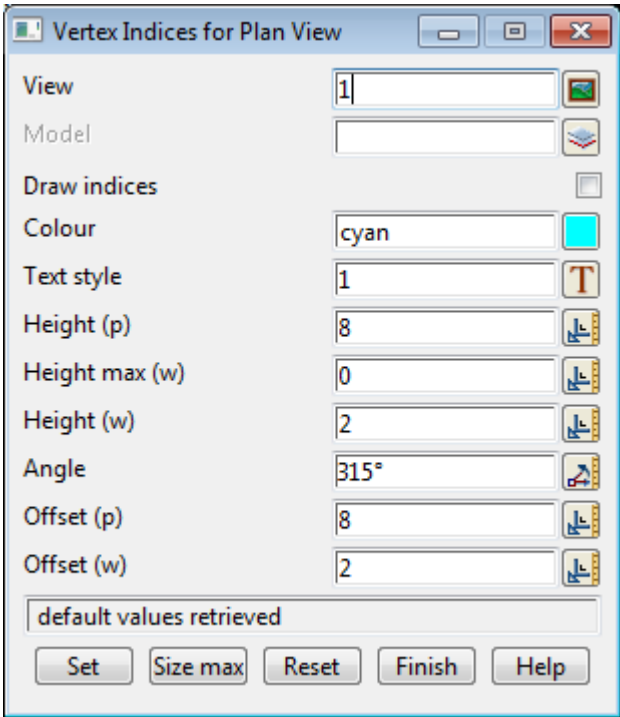 Vertex Indices for Plan View
View 1
Model
Draw indices
Colour cyan
Text style 1 T
Height (p) 8
Height max (w) 0
Height (w) 2
Angle 315°
Offset (p) 8
Offset (w) 2
default values retrieved
Set Size max Reset Finish Help